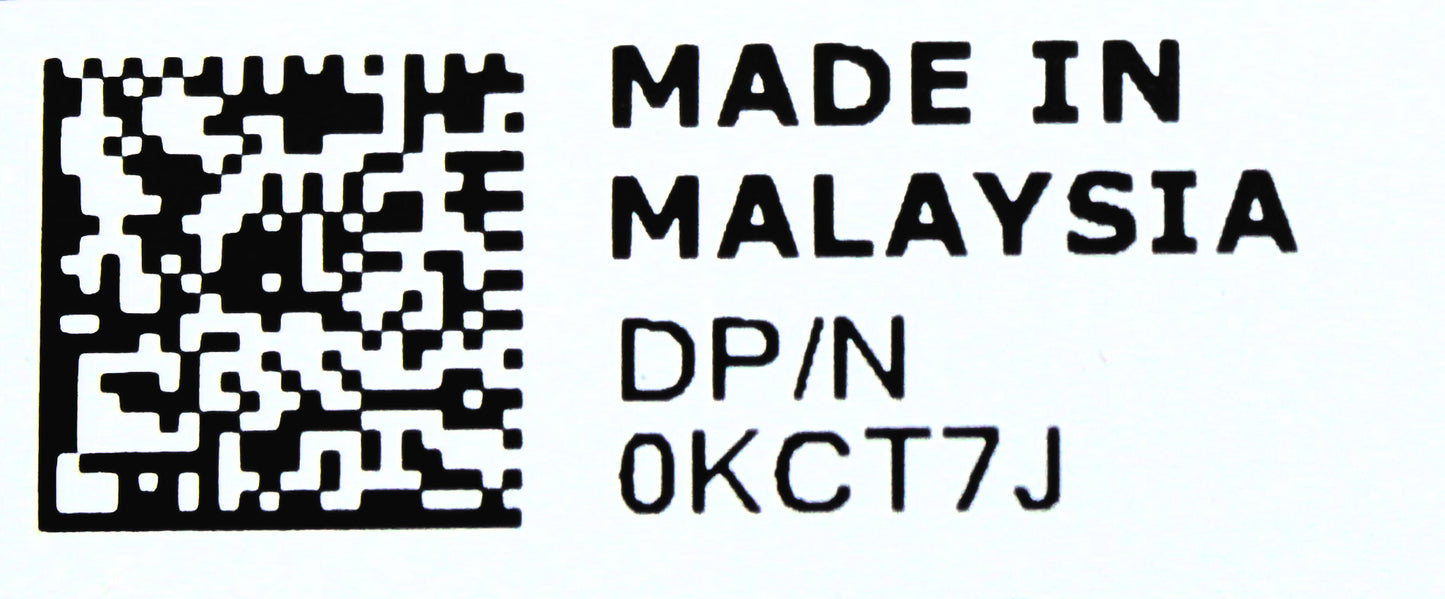 MADE IN
MALAYSIA
DP/N
0KCT7J